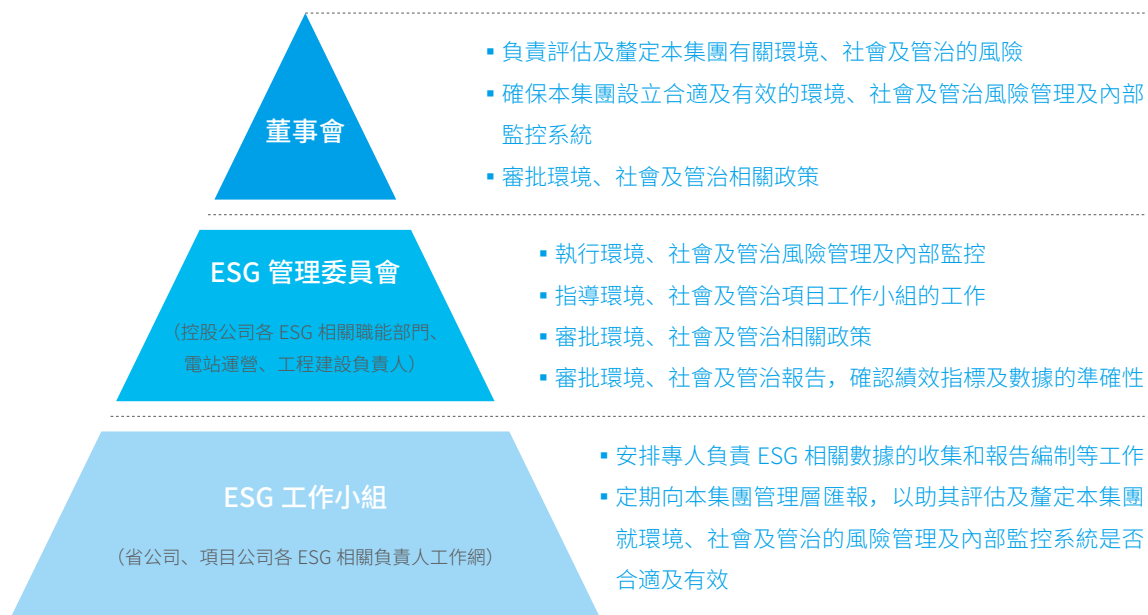 董事會
▪ 負責評估及釐定本集團有關環境、社會及管治的風險
▪ 確保本集團設立合適及有效的環境、社會及管治風險管理及內部
監控系統
▪ 審批環境、社會及管治相關政策
ESG 管理委員會
（控股公司各 ESG 相關職能部門、
電站運營、工程建設負責人）
▪ 執行環境、社會及管治風險管理及內部監控
▪ 指導環境、社會及管治項目工作小組的工作
▪ 審批環境、社會及管治相關政策
▪ 審批環境、社會及管治報告，確認績效指標及數據的準確性
ESG 工作小組
（省公司、項目公司各 ESG 相關負責人工作網）
▪ 安排專人負責 ESG 相關數據的收集和報告編制等工作
▪ 定期向本集團管理層匯報，以助其評估及釐定本集團
就環境、社會及管治的風險管理及內部監控系統是否
合適及有效